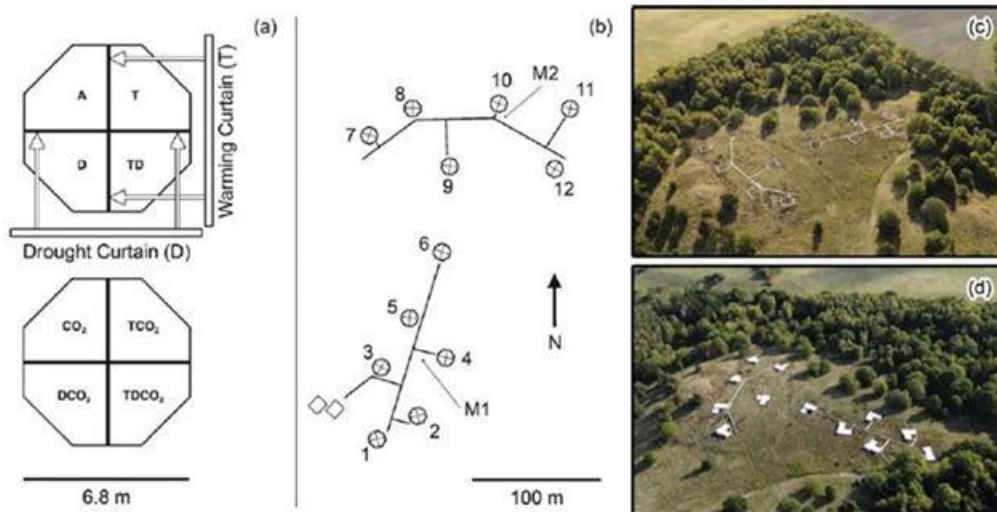 (a)
A
T
D
TD
Warming Curtain (T)
Drought Curtain (D)
CO₂
TCO₂
DCO₂
TDCO₂
6.8 m
(b)
10
M2
11
8
7
9
12
6
5
3
4
N
M1
2
1
100 m
(c)
(d)